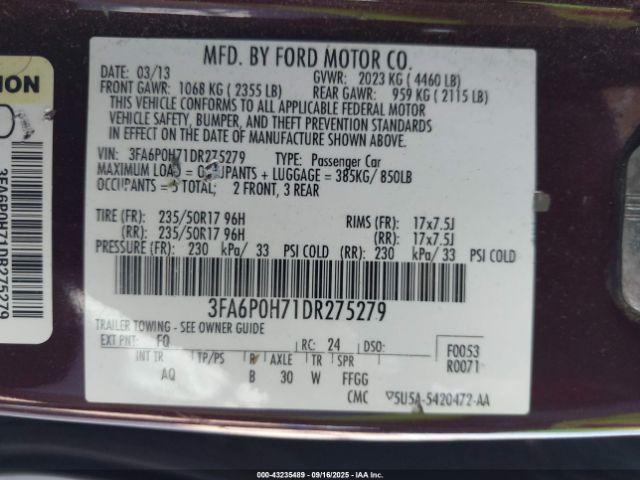 MFD. BY FORD MOTOR CO.
DATE: 03/13 GVWR: 2023 KG ( 4460 LB)
FRONT GAWR: 1068 KG ( 2355 LB) REAR GAWR: 959 KG ( 2115 LB)
THIS VEHICLE CONFORMS TO ALL APPLICABLE FEDERAL MOTOR
VEHICLE SAFETY, BUMPER, AND THEFT PREVENTION STANDARDS
IN EFFECT ON THE DATE OF MANUFACTURE SHOWN ABOVE.
VIN: 3FA6P0H71DR275279 TYPE: Passenger Car
MAXIMUM LOAD = OCCUPANTS + LUGGAGE = 385KG/ 850LB
OCCUPANTS = 5 TOTAL; 2 FRONT, 3 REAR
TIRE (FR): 235/50R17 96H RIMS (FR): 17x7.5J
(RR): 235/50R17 96H (RR): 17x7.5J
PRESSURE (FR): 230 kPa/ 33 PSI COLD (RR): 230 kPa/ 33 PSI COLD
3FA6P0H71DR275279
TRAILER TOWING - SEE OWNER GUIDE
EXT PNT: FQ RC: 24 DSO: F0053
R0071
INT TR TP/PS R AXLE TR SPR
AQ B 30 W FFGG
CMC ▽5U5A-5420472-AA
3FA6P0H71DR275279
000-43235489 - 09/16/2025 - IAAI.COM